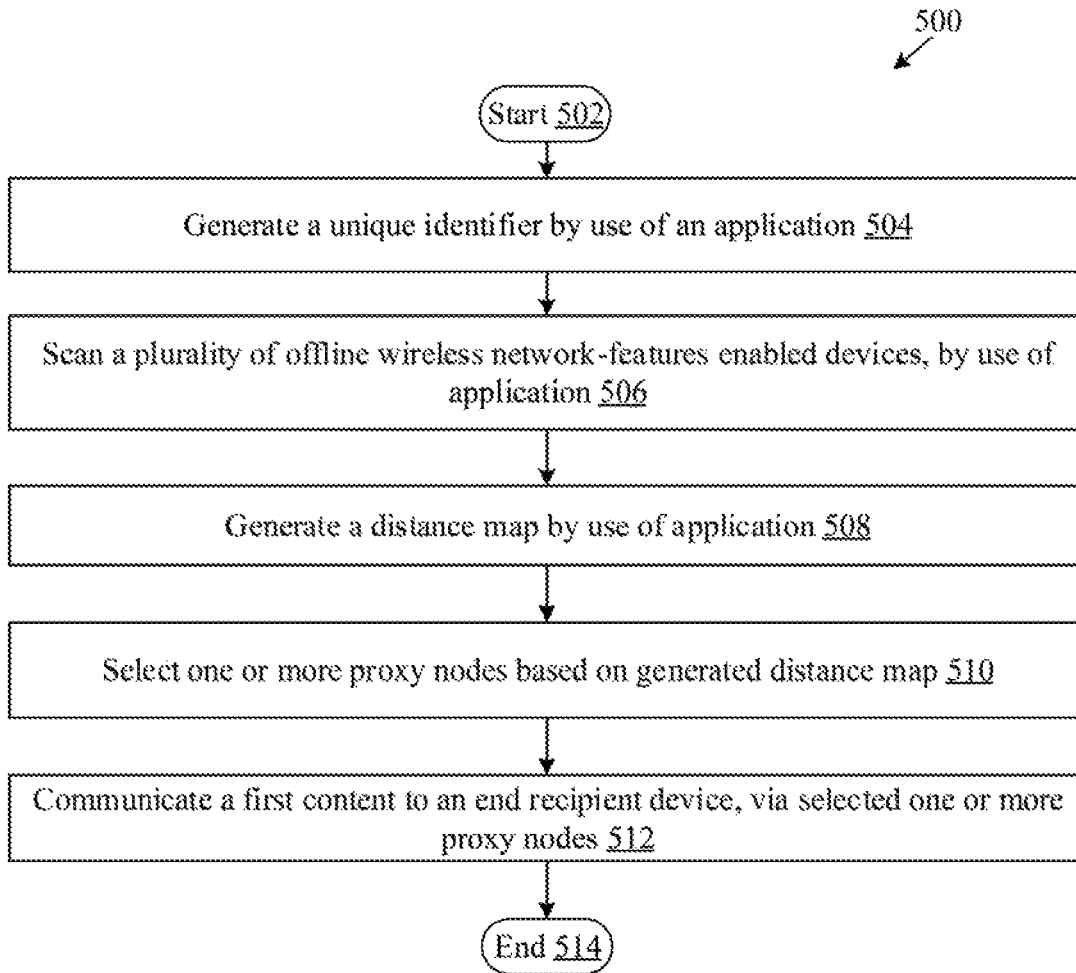 500
Start 502
Generate a unique identifier by use of an application 504
Scan a plurality of offline wireless network-features enabled devices, by use of
application 506
Generate a distance map by use of application 508
Select one or more proxy nodes based on generated distance map 510
Communicate a first content to an end recipient device, via selected one or more
proxy nodes 512
End 514